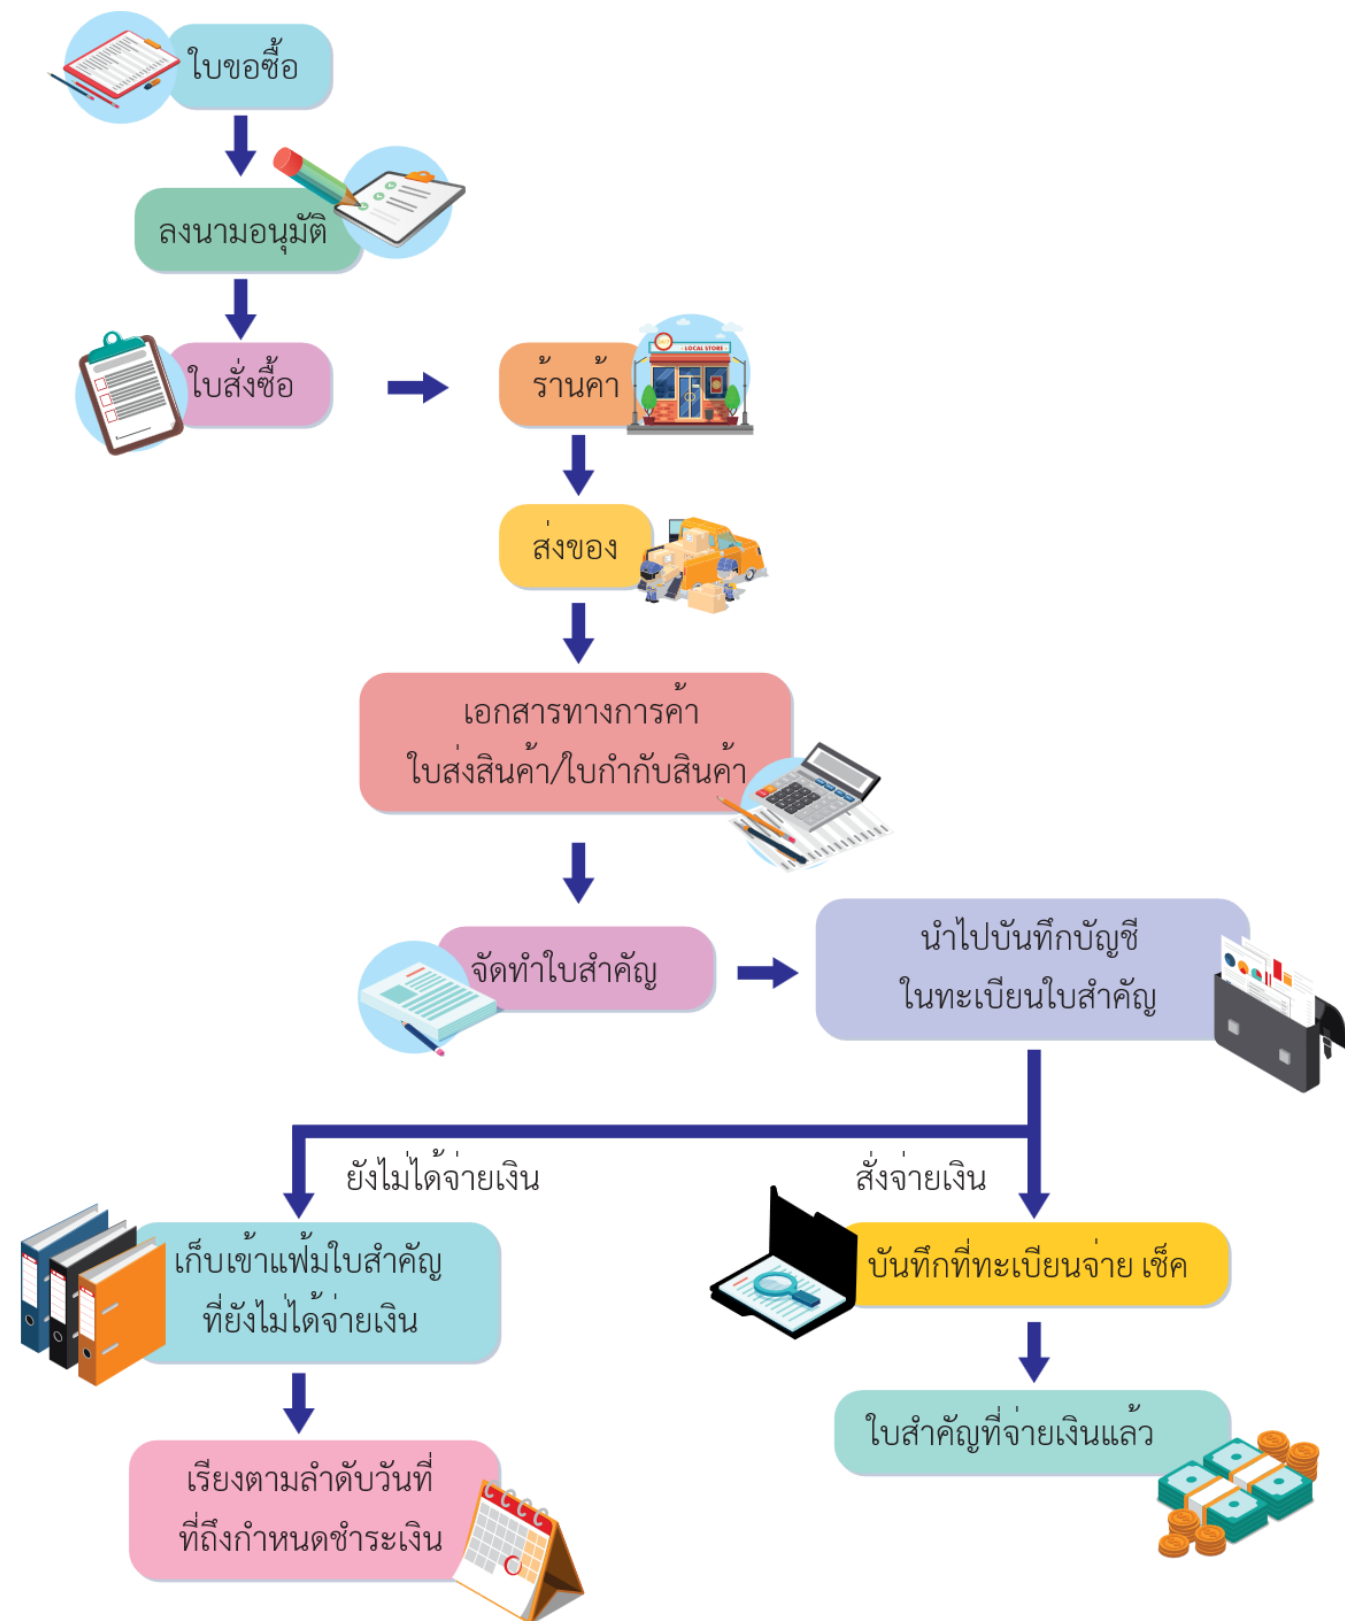 ใบขอซื้อ
ลงนามอนุมัติ
ใบสั่งซื้อ
ร้านค้า
LOCAL STORE
ส่งของ
เอกสารทางการค้า
ใบส่งสินค้า/ใบกำกับสินค้า
จัดทำใบสำคัญ
นำไปบันทึกบัญชี
ในทะเบียนใบสำคัญ
ยังไม่ได้จ่ายเงิน
สั่งจ่ายเงิน
เก็บเข้าแฟ้มใบสำคัญ
ที่ยังไม่ได้จ่ายเงิน
บันทึกที่ทะเบียนจ่าย เช็ค
เรียงตามลำดับวันที่
ที่ถึงกำหนดชำระเงิน
ใบสำคัญที่จ่ายเงินแล้ว